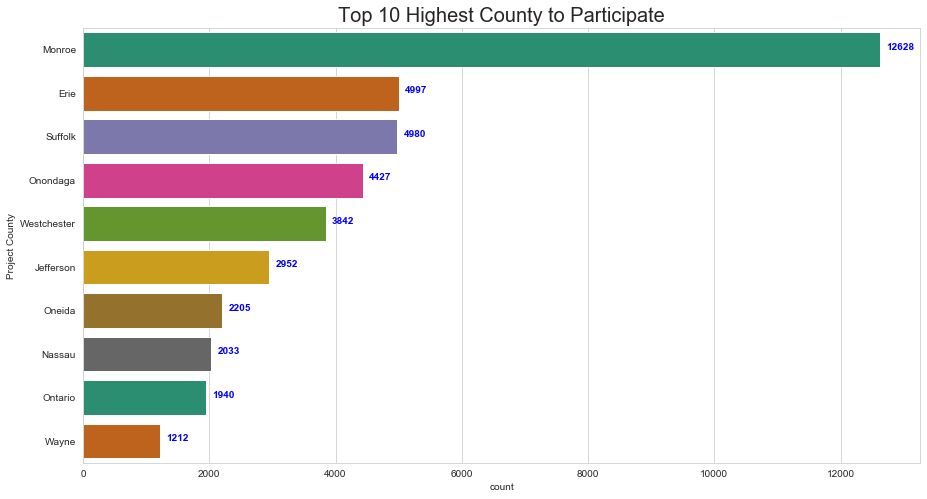 Top 10 Highest County to Participate
Monroe 12628
Erie 4997
Suffolk 4980
Onondaga 4427
Westchester 3842
Jefferson 2952
Oneida 2205
Nassau 2033
Ontario 1940
Wayne 1212
Project County
0 2000 4000 6000 8000 10000 12000
count